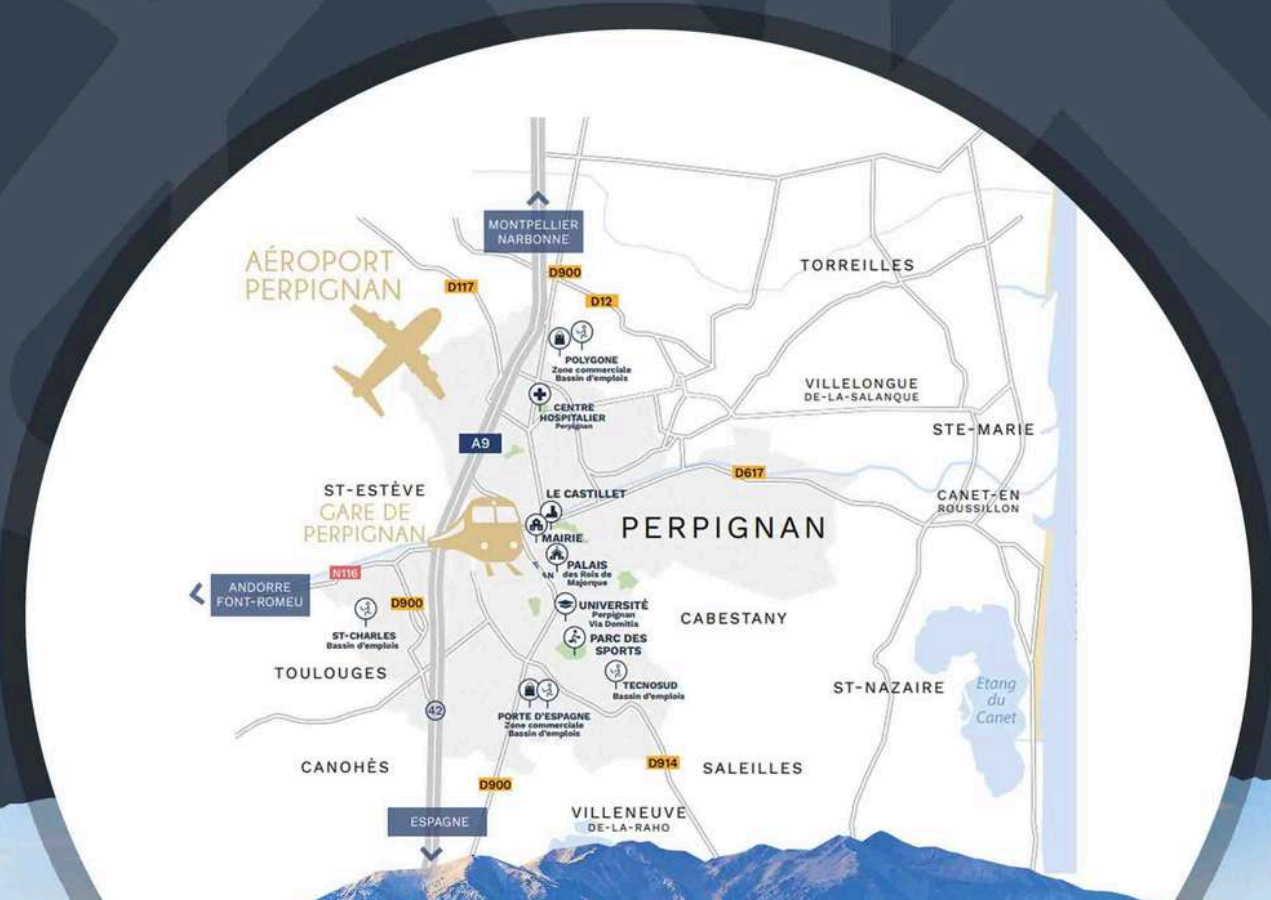 MONTPELLIER
NARBONNE
AÉROPORT
PERPIGNAN
D117
D900
D12
TORREILLES
POLYGONE
Zone commerciale
Bassin d'emplois
VILLELONGUE
DE-LA-SALANQUE
CENTRE
HOSPITALIER
Perpignan
STE-MARIE
A9
D617
ST-ESTÈVE
GARE DE
PERPIGNAN
LE CASTILLET
CANET-EN
ROUSSILLON
PERPIGNAN
MAIRIE
PALAIS
des Rois de
Majorque
AN
N116
ANDORRE
FONT-ROMEU
D900
ST-CHARLES
Bassin d'emplois
UNIVERSITÉ
Perpignan
Via Domitia
CABESTANY
PARC DES
SPORTS
TOULOUGES
TECNOSUD
Bassin d'emplois
ST-NAZAIRE
Etang
du
Canet
42
PORTE D'ESPAGNE
Zone commerciale
Bassin d'emplois
CANOHÈS
D900
D914
SALEILLES
ESPAGNE
VILLENEUVE
DE-LA-RAHO